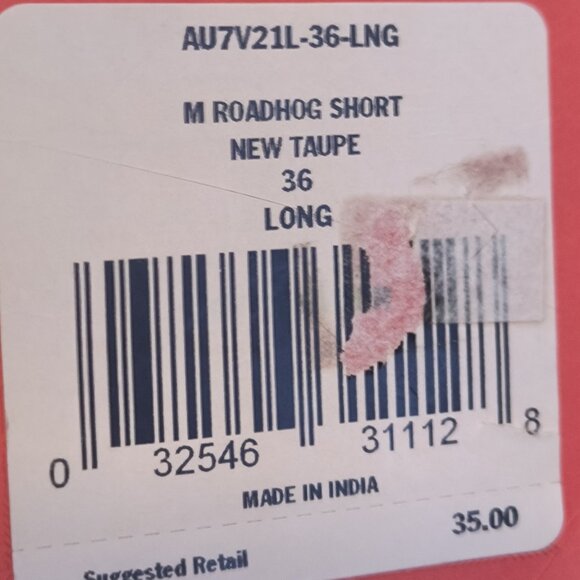 AU7V21L-36-LNG
M ROADHOG SHORT
NEW TAUPE
36
LONG
0 32546 31112 8
MADE IN INDIA
Suggested Retail 35.00